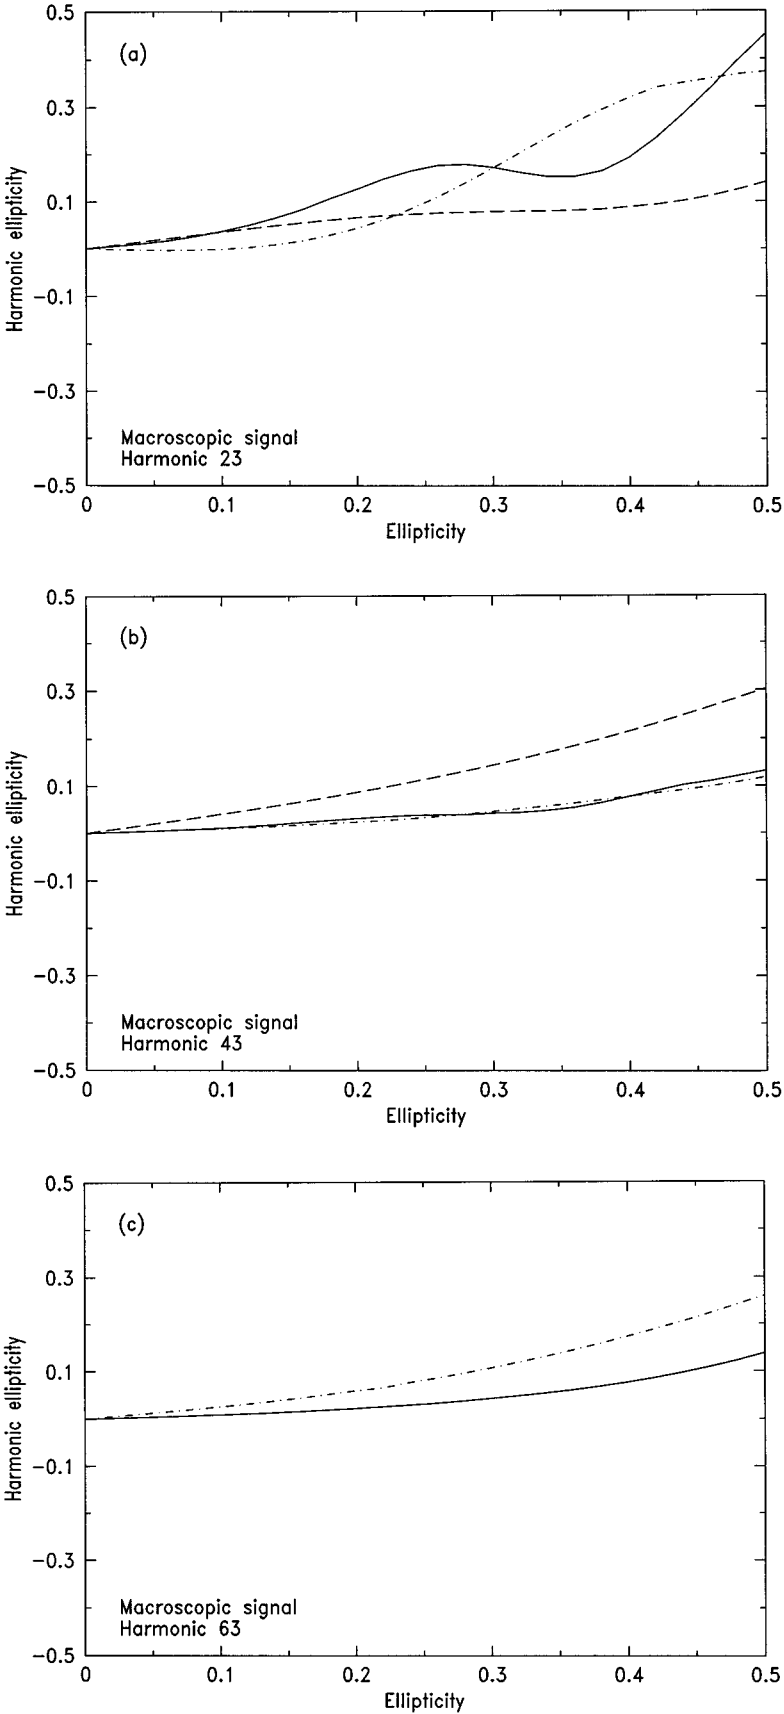 0.5
(a)
0.3
0.1
−0.1
−0.3
−0.5
Harmonic ellipticity
Macroscopic signal
Harmonic 23
0 0.1 0.2 0.3 0.4 0.5
Ellipticity
0.5
(b)
0.3
0.1
−0.1
−0.3
−0.5
Harmonic ellipticity
Macroscopic signal
Harmonic 43
0 0.1 0.2 0.3 0.4 0.5
Ellipticity
0.5
(c)
0.3
0.1
−0.1
−0.3
−0.5
Harmonic ellipticity
Macroscopic signal
Harmonic 63
0 0.1 0.2 0.3 0.4 0.5
Ellipticity